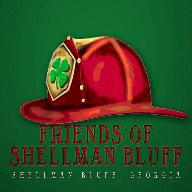 FRIENDS OF
SHELLMAN BLUFF
SHELLMAN BLUFF, GEORGIA